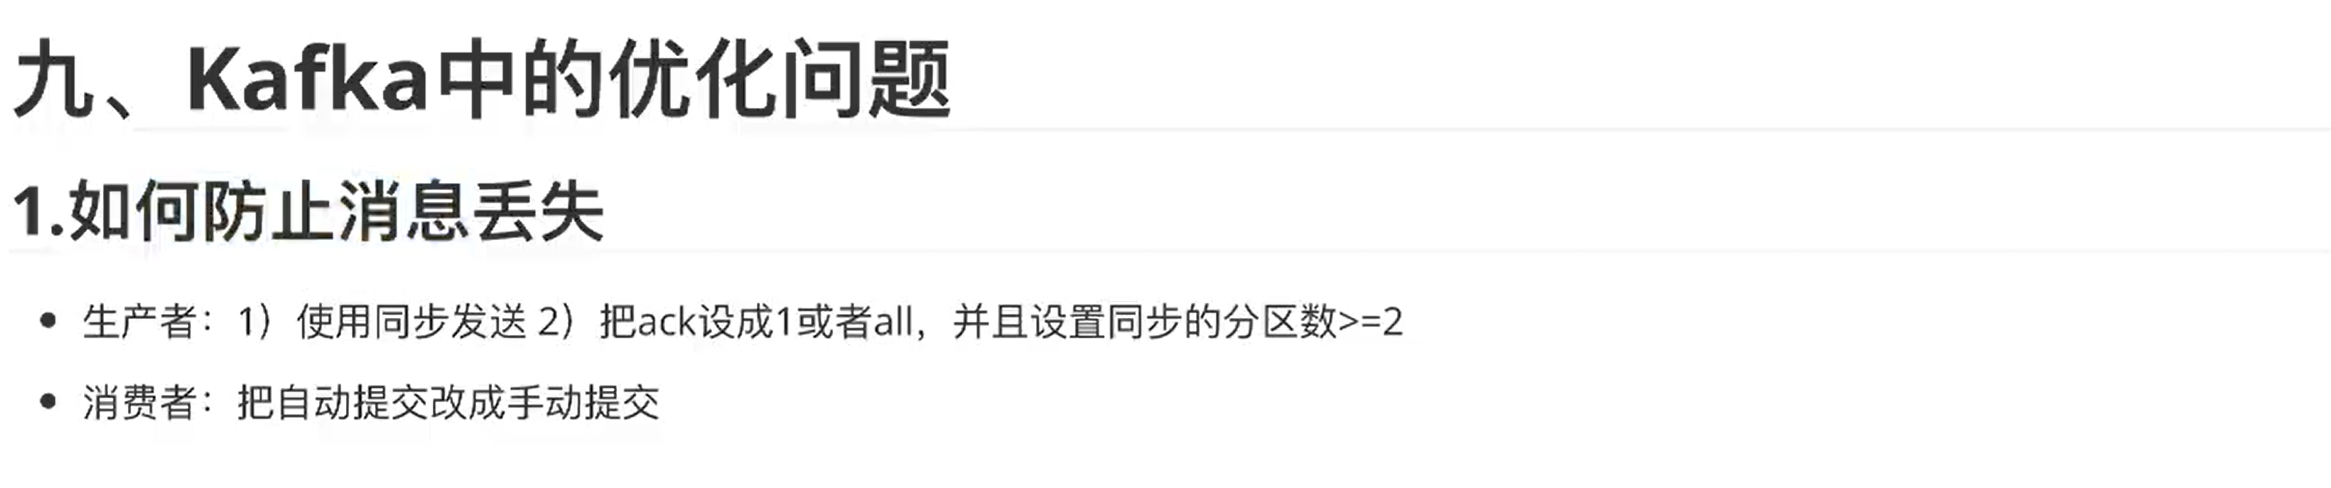 九、Kafka中的优化问题
1.如何防止消息丢失
• 生产者：1）使用同步发送 2）把ack设成1或者all，并且设置同步的分区数>=2
• 消费者：把自动提交改成手动提交